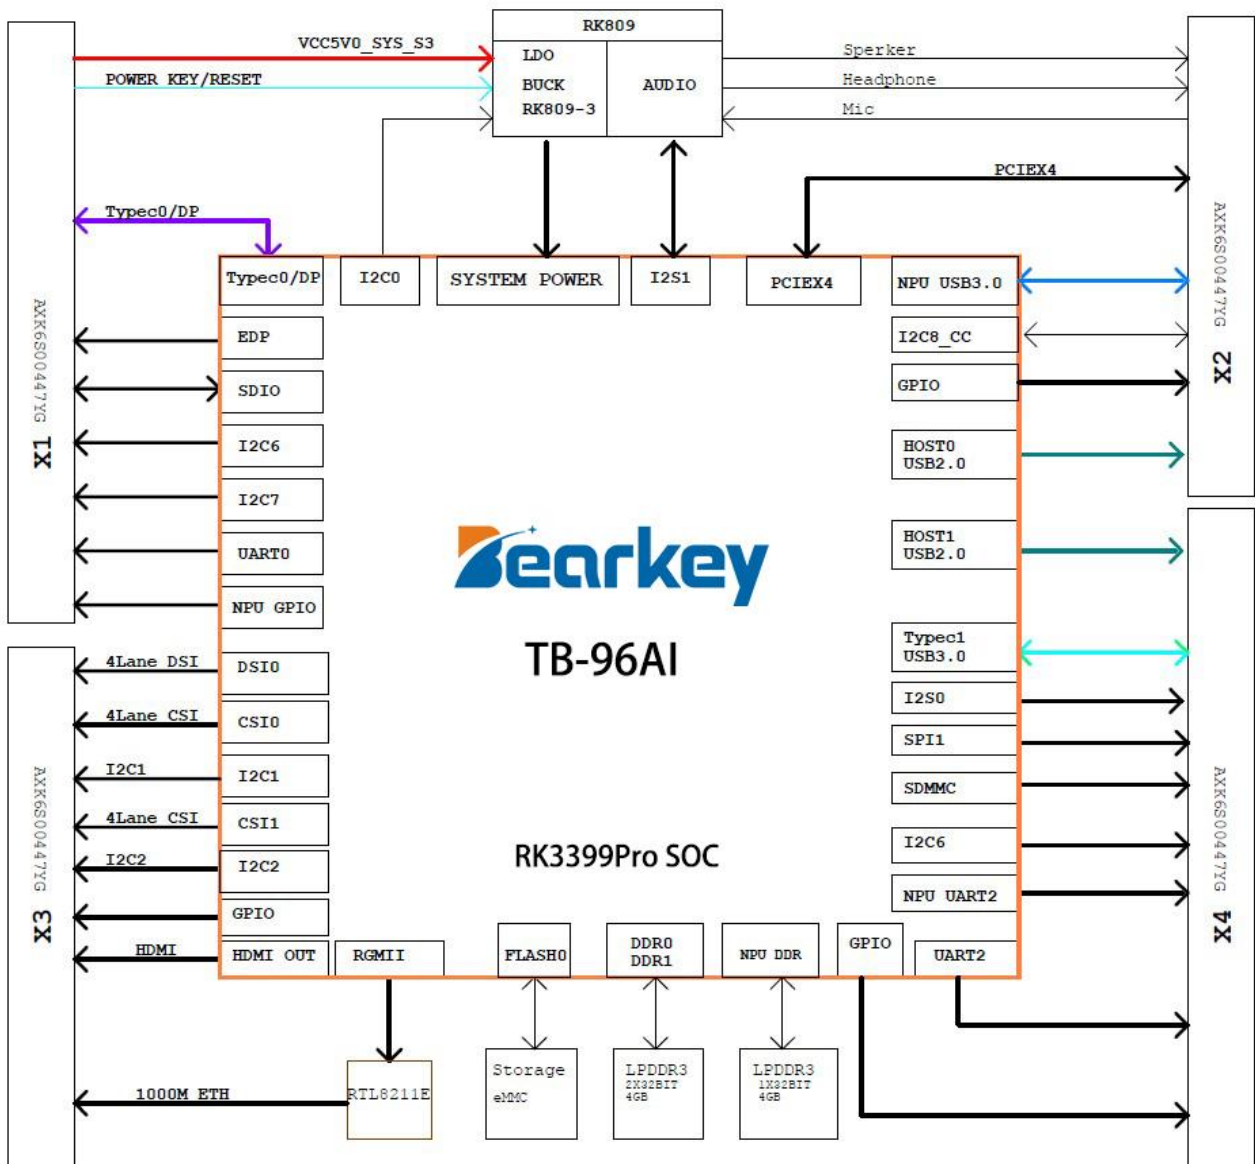 RK809
LDO
BUCK
RK809-3
AUDIO
VCC5V0_SYS_S3
POWER KEY/RESET
Sperker
Headphone
Mic
PCIEX4
Typec0/DP
AXK6S00447YG
X1
AXK6S00447YG
X2
Typec0/DP
I2C0
SYSTEM POWER
I2S1
PCIEX4
NPU USB3.0
EDP
SDIO
I2C6
I2C7
UART0
NPU GPIO
I2C8_CC
GPIO
HOST0
USB2.0
HOST1
USB2.0
Bearkey
TB-96AI
RK3399Pro SOC
4Lane DSI
DSI0
4Lane CSI
CSI0
I2C1
I2C1
4Lane CSI
CSI1
I2C2
I2C2
GPIO
HDMI
HDMI OUT
AXK6S00447YG
X3
Typec1
USB3.0
I2S0
SPI1
SDMMC
I2C6
NPU UART2
AXK6S00447YG
X4
RGMII
FLASH0
DDR0
DDR1
NPU DDR
GPIO
UART2
1000M ETH
RTL8211E
Storage
eMMC
LPDDR3
2X32BIT
4GB
LPDDR3
1X32BIT
4GB